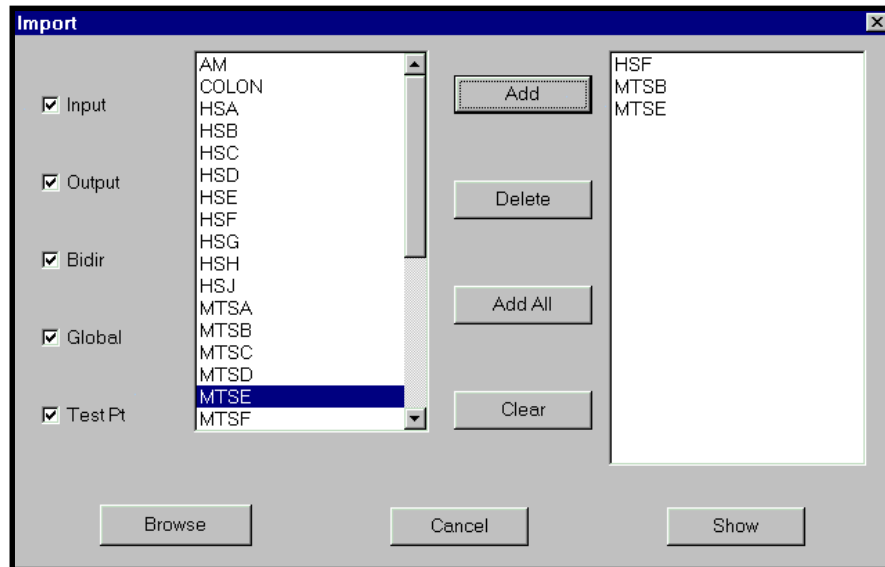 Import
Input
Output
Bidir
Global
Test Pt
AM
COLON
HSA
HSB
HSC
HSD
HSE
HSF
HSG
HSH
HSJ
MTSA
MTSB
MTSC
MTSD
MTSE
MTSF
Add
Delete
Add All
Clear
HSF
MTSB
MTSE
Browse
Cancel
Show